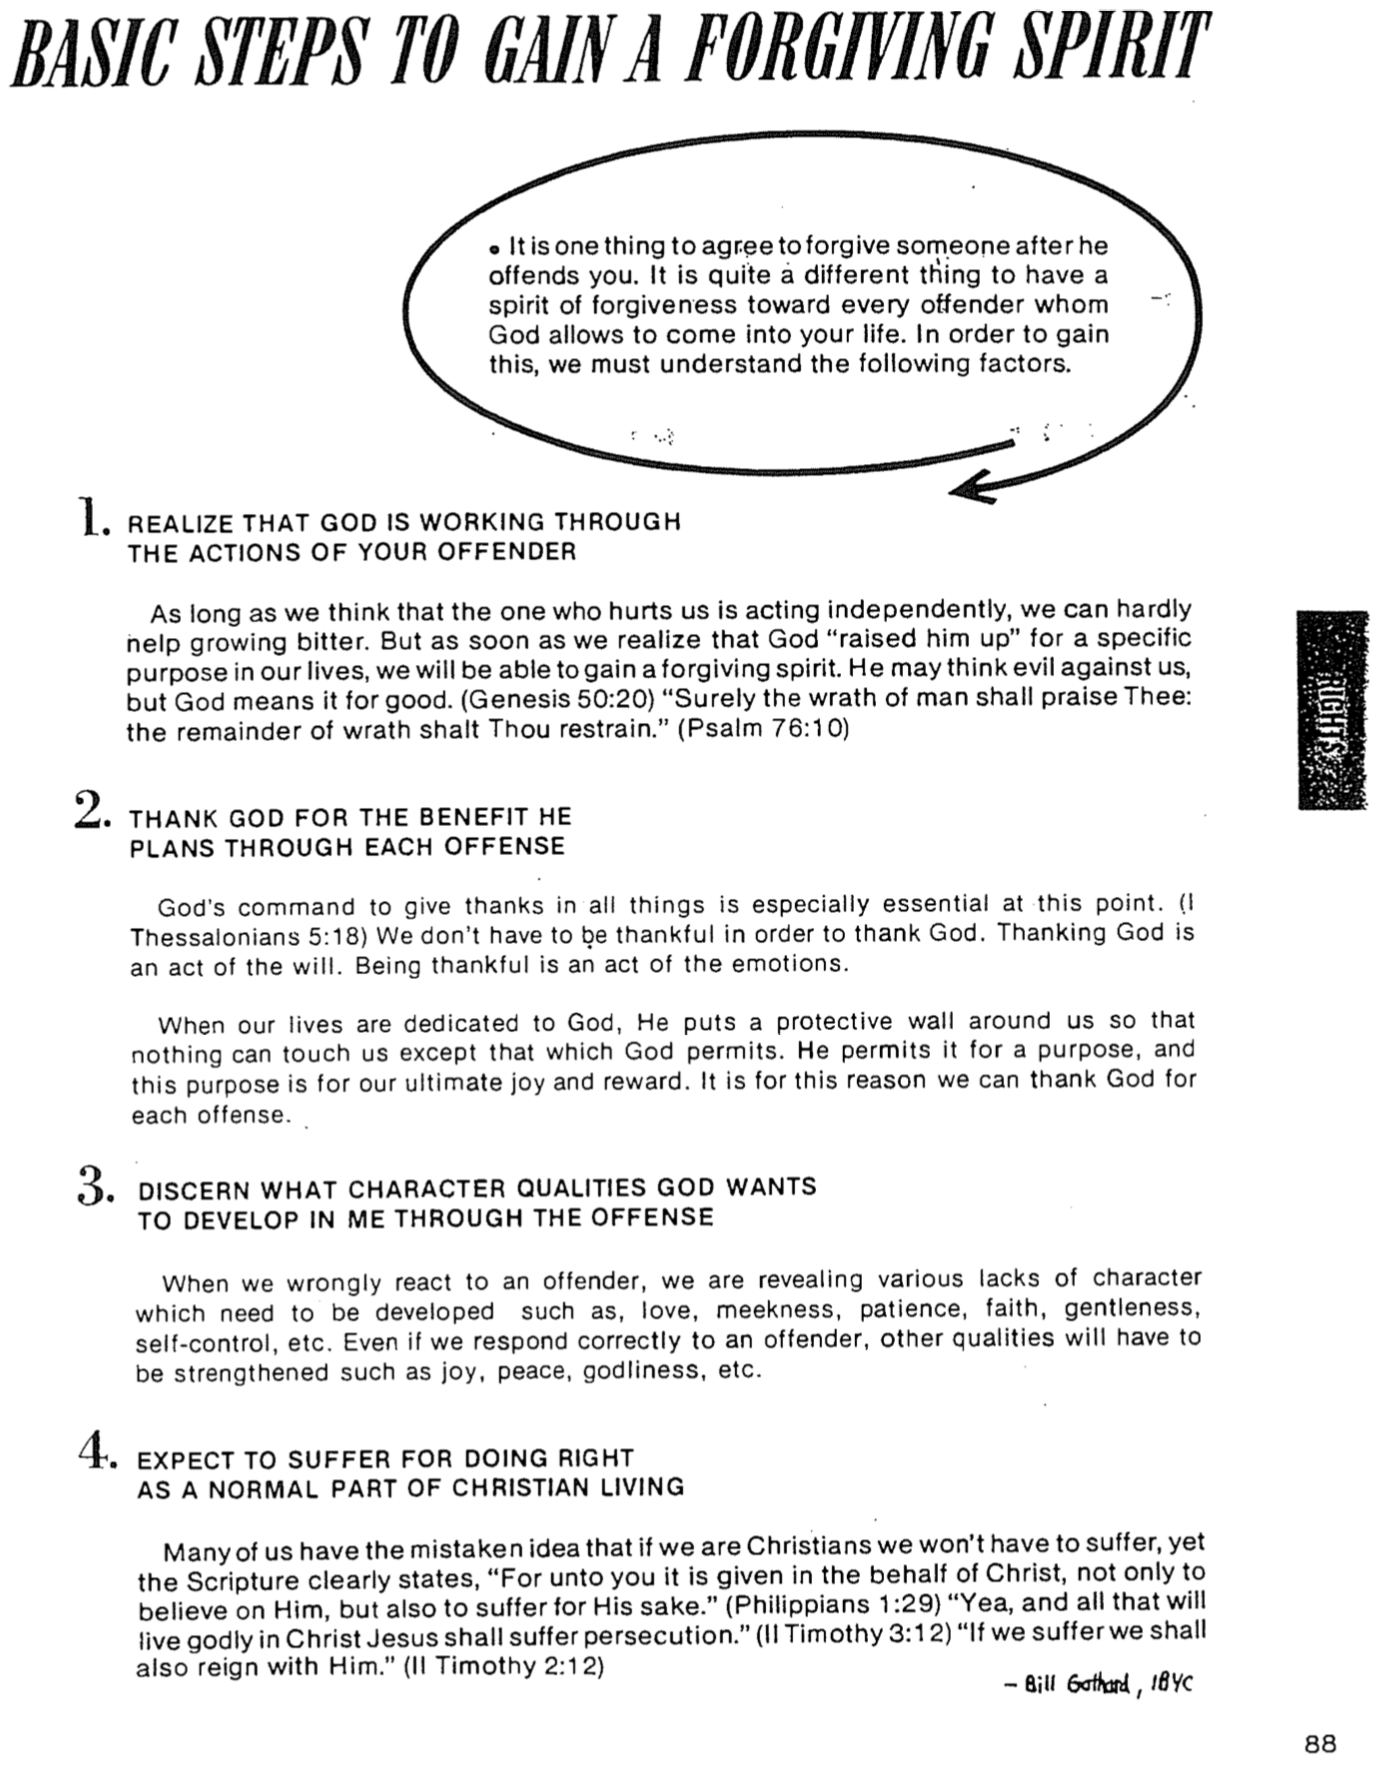 BASIC STEPS TO GAIN A FORGIVING SPIRIT
• It is one thing to agree to forgive someone after he
offends you. It is quite a different thing to have a
spirit of forgiveness toward every offender whom
God allows to come into your life. In order to gain
this, we must understand the following factors.
1. REALIZE THAT GOD IS WORKING THROUGH
THE ACTIONS OF YOUR OFFENDER
As long as we think that the one who hurts us is acting independently, we can hardly
help growing bitter. But as soon as we realize that God “raised him up” for a specific
purpose in our lives, we will be able to gain a forgiving spirit. He may think evil against us,
but God means it for good. (Genesis 50:20) “Surely the wrath of man shall praise Thee:
the remainder of wrath shalt Thou restrain.” (Psalm 76:10)
RIGHTS
2. THANK GOD FOR THE BENEFIT HE
PLANS THROUGH EACH OFFENSE
God's command to give thanks in all things is especially essential at this point. (I
Thessalonians 5:18) We don't have to be thankful in order to thank God. Thanking God is
an act of the will. Being thankful is an act of the emotions.
When our lives are dedicated to God, He puts a protective wall around us so that
nothing can touch us except that which God permits. He permits it for a purpose, and
this purpose is for our ultimate joy and reward. It is for this reason we can thank God for
each offense.
3. DISCERN WHAT CHARACTER QUALITIES GOD WANTS
TO DEVELOP IN ME THROUGH THE OFFENSE
When we wrongly react to an offender, we are revealing various lacks of character
which need to be developed such as, love, meekness, patience, faith, gentleness,
self-control, etc. Even if we respond correctly to an offender, other qualities will have to
be strengthened such as joy, peace, godliness, etc.
4. EXPECT TO SUFFER FOR DOING RIGHT
AS A NORMAL PART OF CHRISTIAN LIVING
Many of us have the mistaken idea that if we are Christians we won't have to suffer, yet
the Scripture clearly states, “For unto you it is given in the behalf of Christ, not only to
believe on Him, but also to suffer for His sake.” (Philippians 1:29) “Yea, and all that will
live godly in Christ Jesus shall suffer persecution.” (II Timothy 3:12) “If we suffer we shall
also reign with Him.” (II Timothy 2:12)
– Bill Gothard, IBYC
88